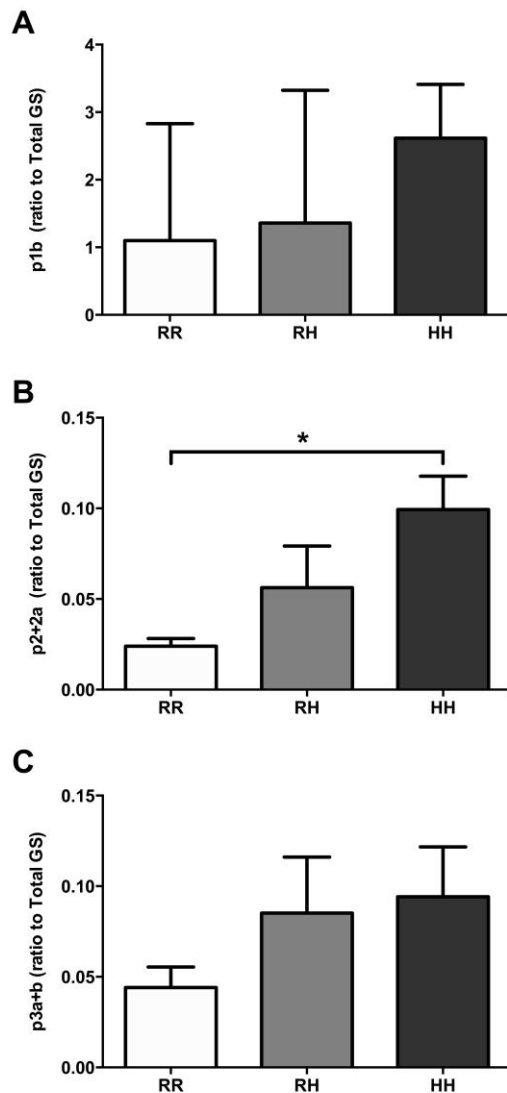 A
p1b (ratio to Total GS)
4
3
2
1
0
RR RH HH
B
p2+2a (ratio to Total GS)
0.15
0.10
0.05
0.00
*
RR RH HH
C
p3a+b (ratio to Total GS)
0.15
0.10
0.05
0.00
RR RH HH